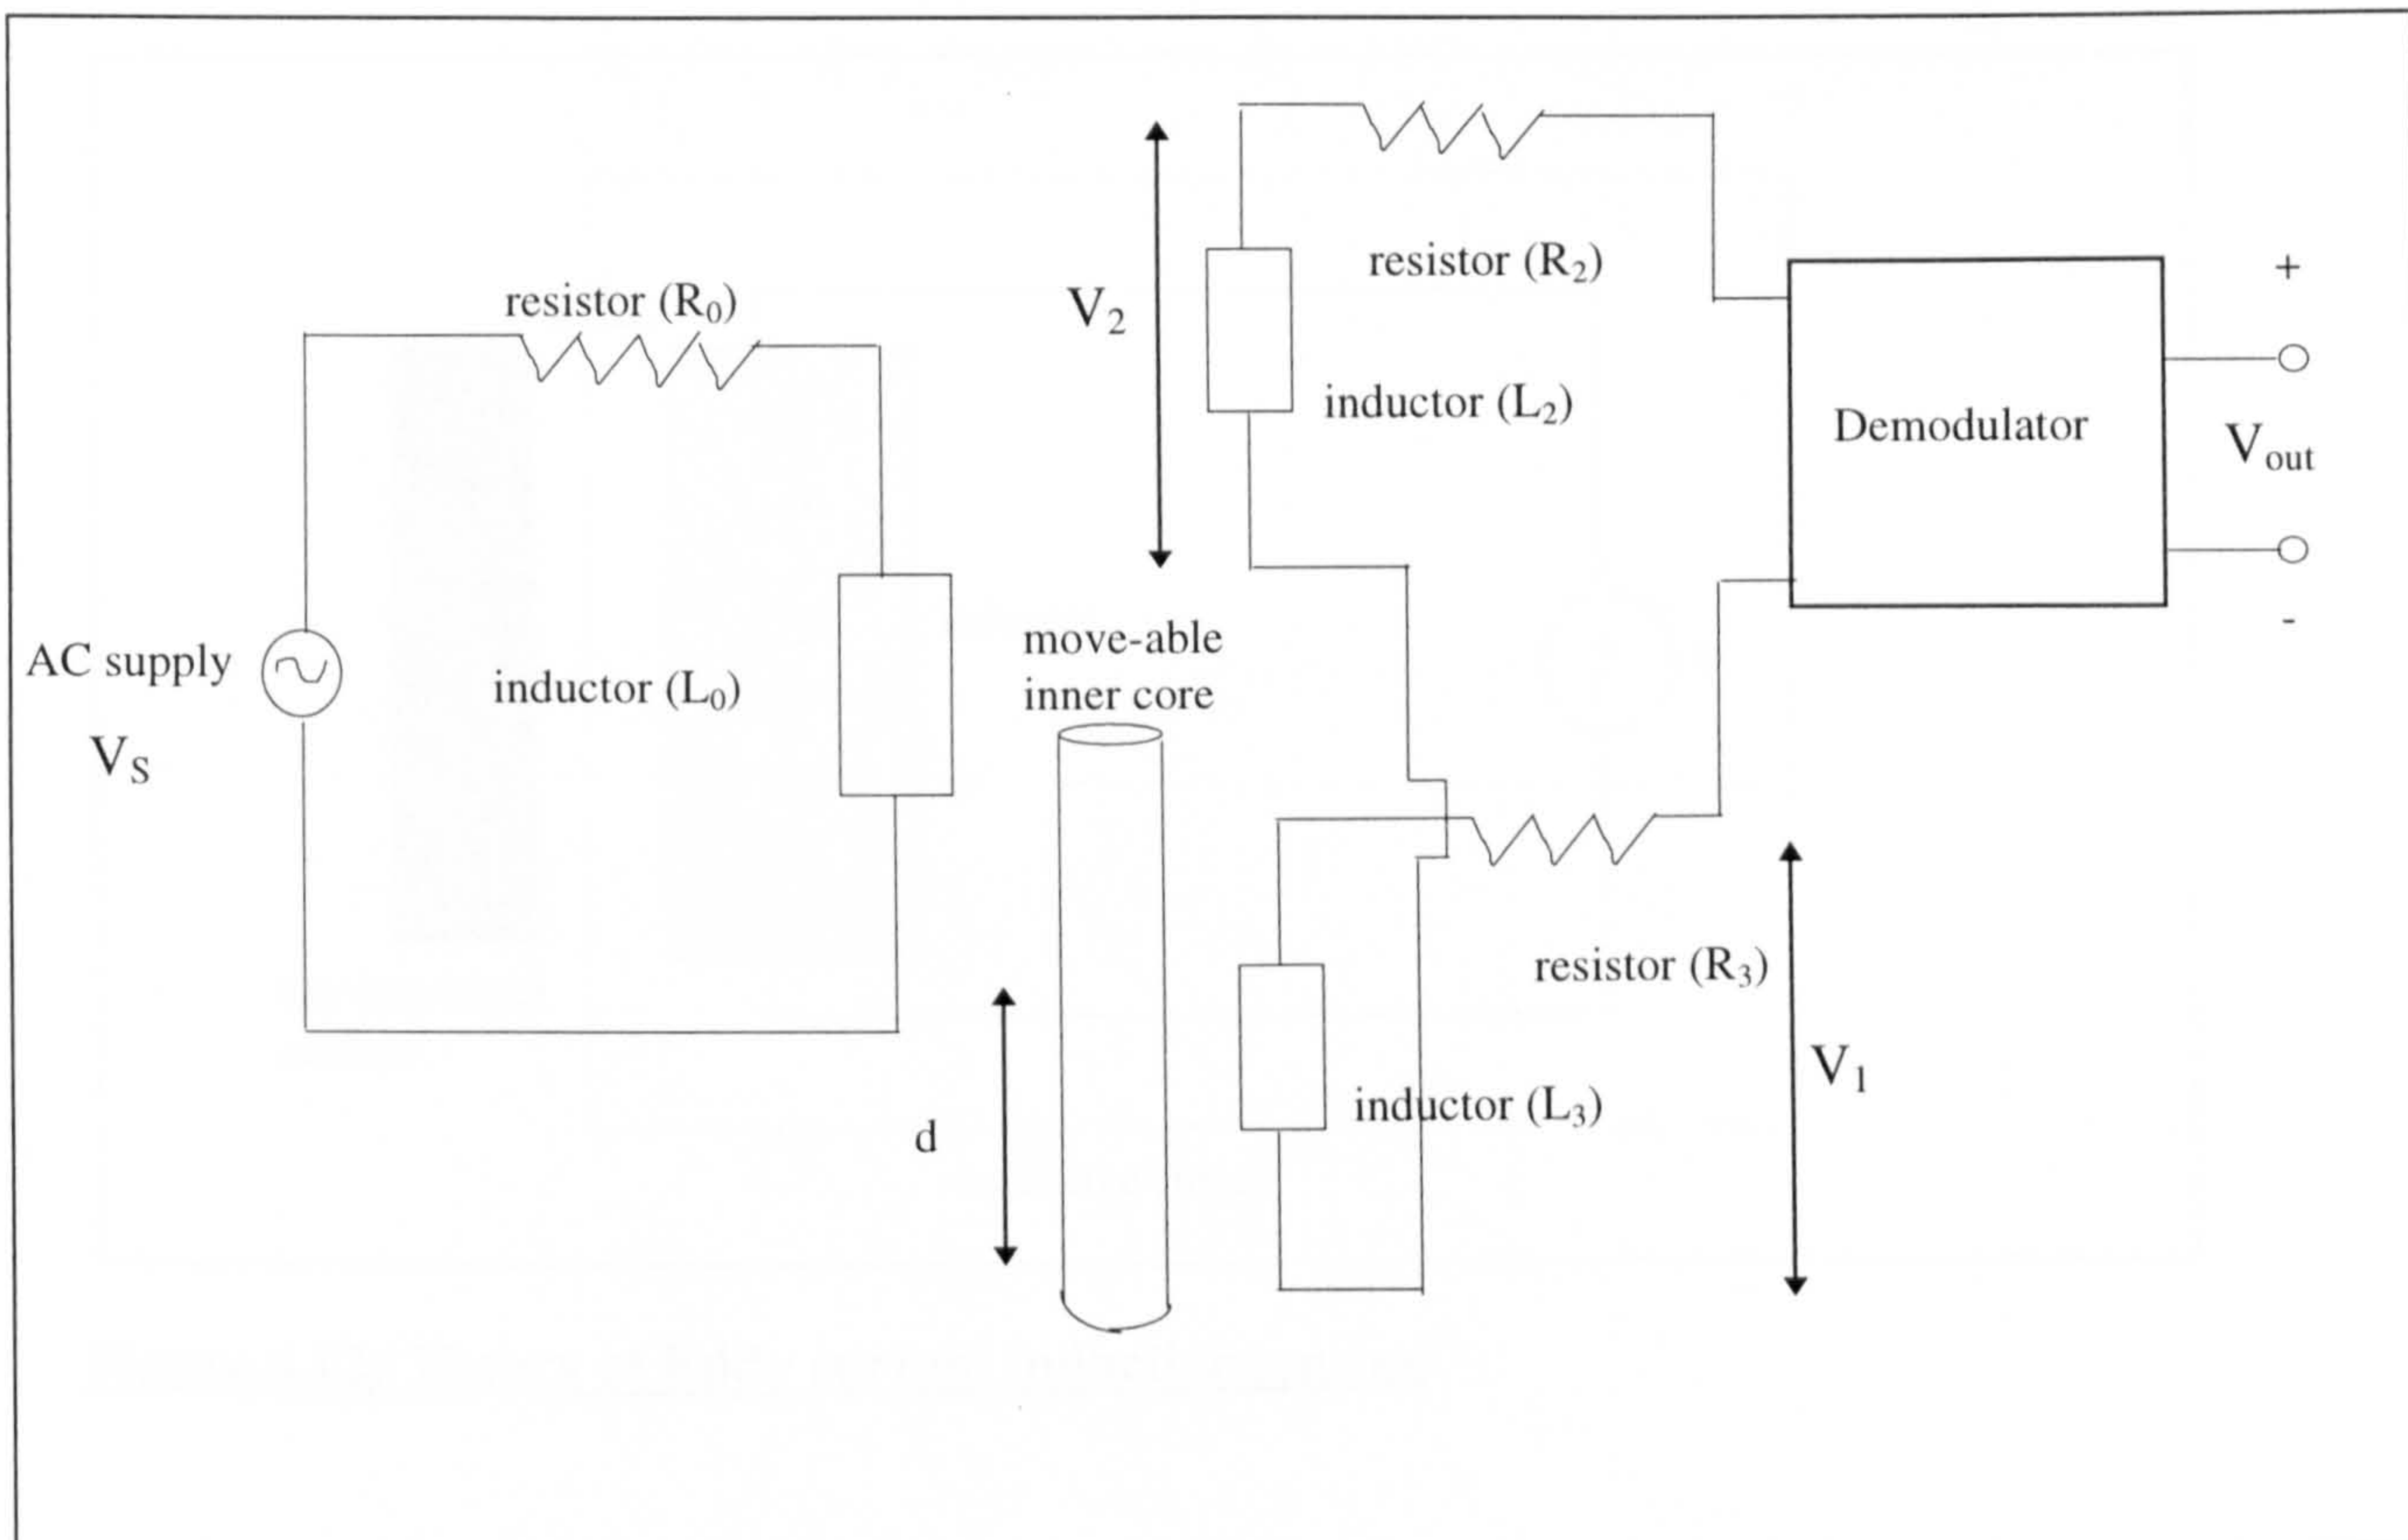 resistor (R₀)
AC supply
V_S
inductor (L₀)
move-able
inner core
d
V₂
resistor (R₂)
inductor (L₂)
Demodulator
+
V_out
-
resistor (R₃)
inductor (L₃)
V₁